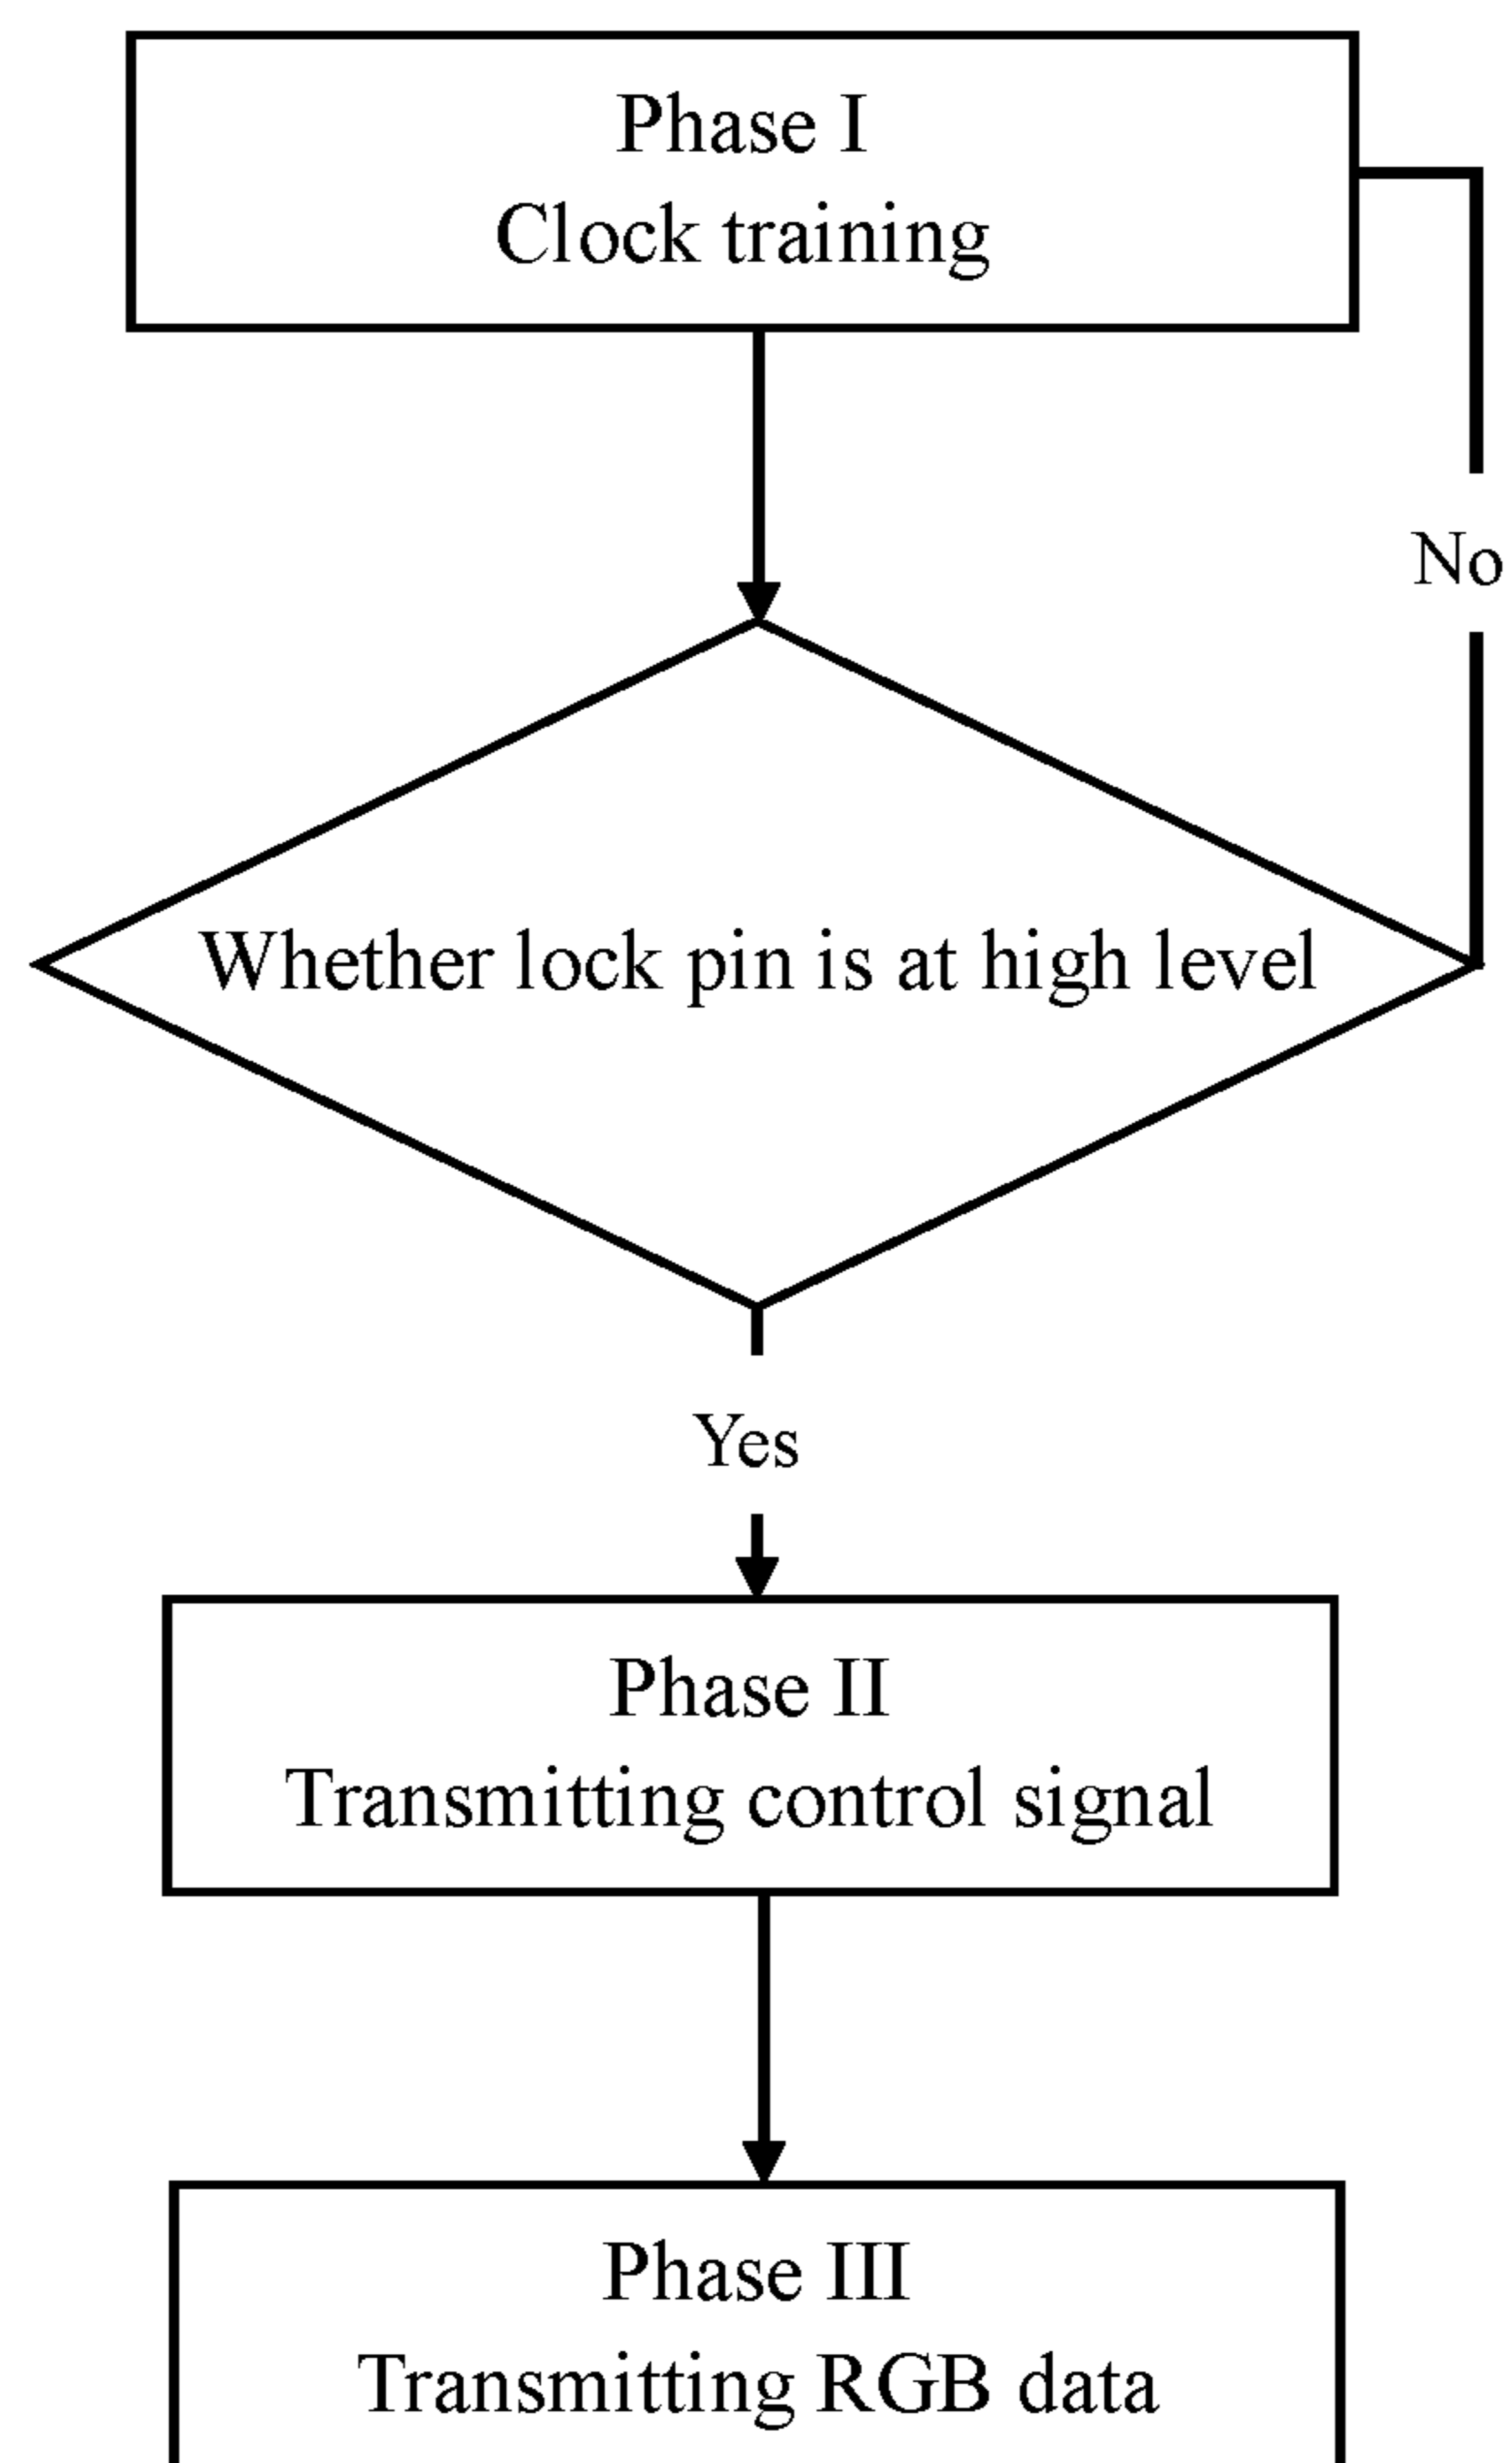 Phase I
Clock training
No
Whether lock pin is at high level
Yes
Phase II
Transmitting control signal
Phase III
Transmitting RGB data